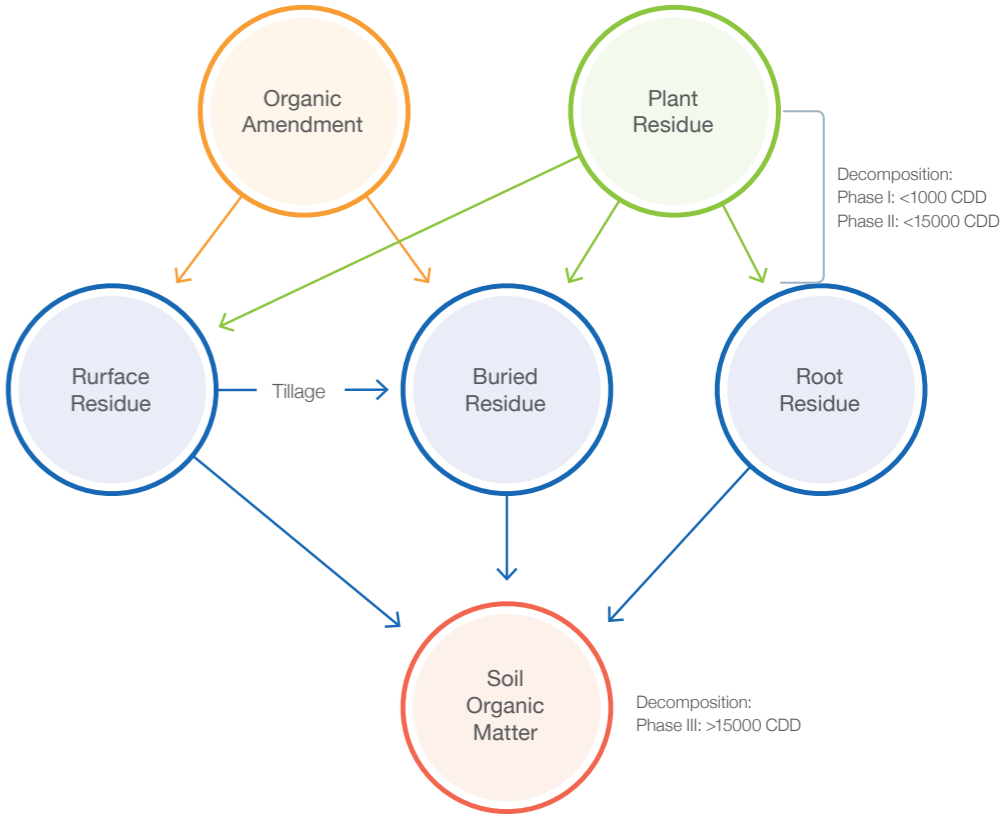 Organic
Amendment
Plant
Residue
Decomposition:
Phase I: <1000 CDD
Phase II: <15000 CDD
Rurface
Residue
Tillage
Buried
Residue
Root
Residue
Soil
Organic
Matter
Decomposition:
Phase III: >15000 CDD